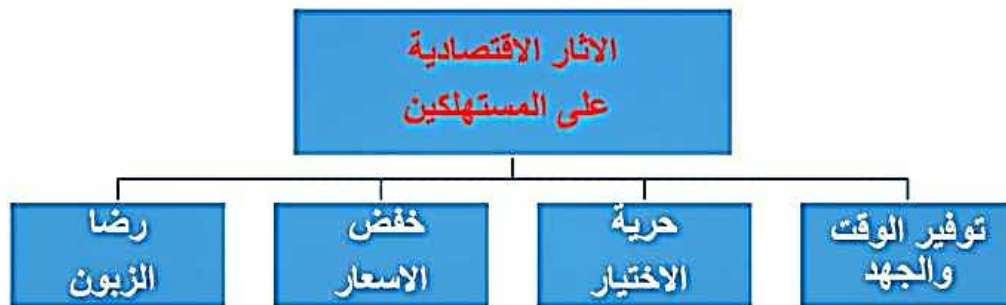 الاثار الاقتصادية
على المستهلكين
توفير الوقت
والجهد
حرية
الاختيار
خفض
الاسعار
رضا
الزبون